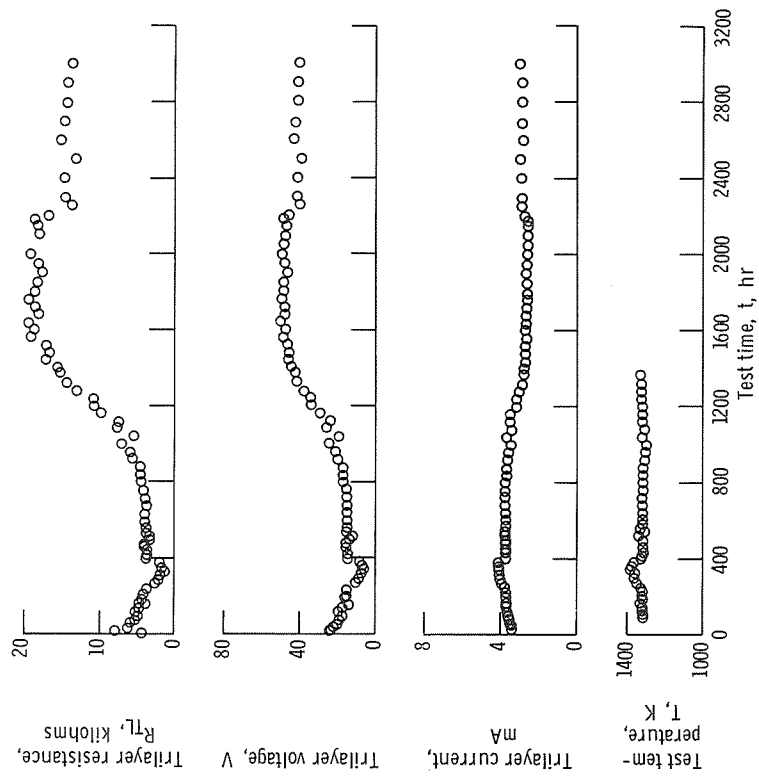 Trilayer resistance,
R_TL, kilohms
20
10
0
Trilayer voltage, V
80
40
0
Trilayer current,
mA
8
4
0
Test tem-
perature,
T, K
1400
1000
0
400
800
1200
1600
2000
2400
2800
3200
Test time, t, hr